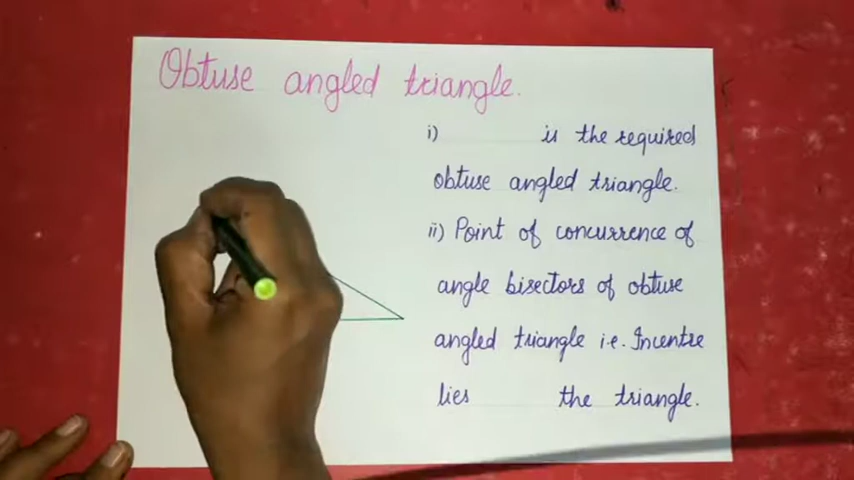 Obtuse angled triangle.
i) is the required
obtuse angled triangle.
ii) Point of concurrence of
angle bisectors of obtuse
angled triangle i.e. Incentre
lies the triangle.